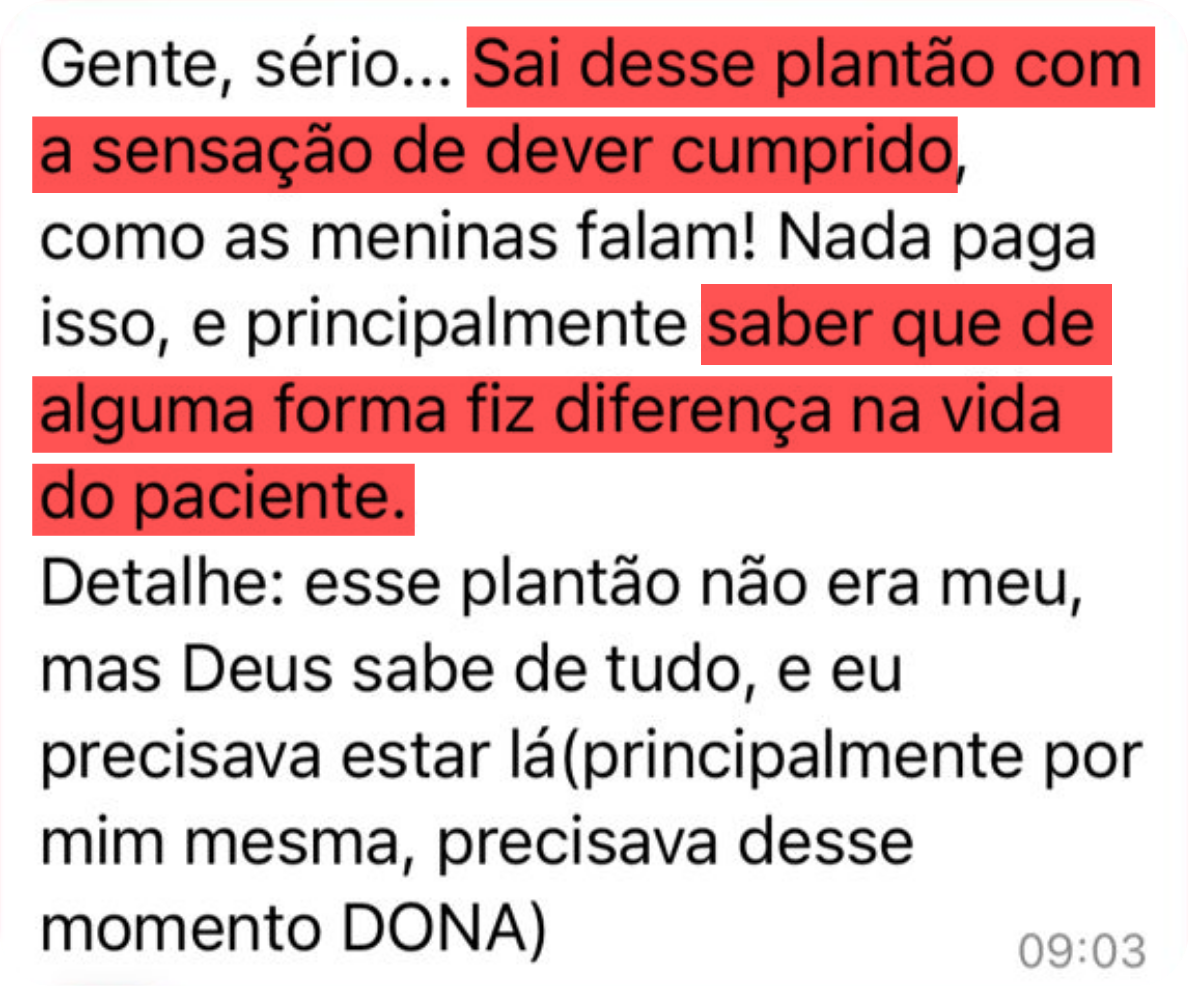 Gente, sério... Sai desse plantão com
a sensação de dever cumprido,
como as meninas falam! Nada paga
isso, e principalmente saber que de
alguma forma fiz diferença na vida
do paciente.
Detalhe: esse plantão não era meu,
mas Deus sabe de tudo, e eu
precisava estar lá(principalmente por
mim mesma, precisava desse
momento DONA)
09:03